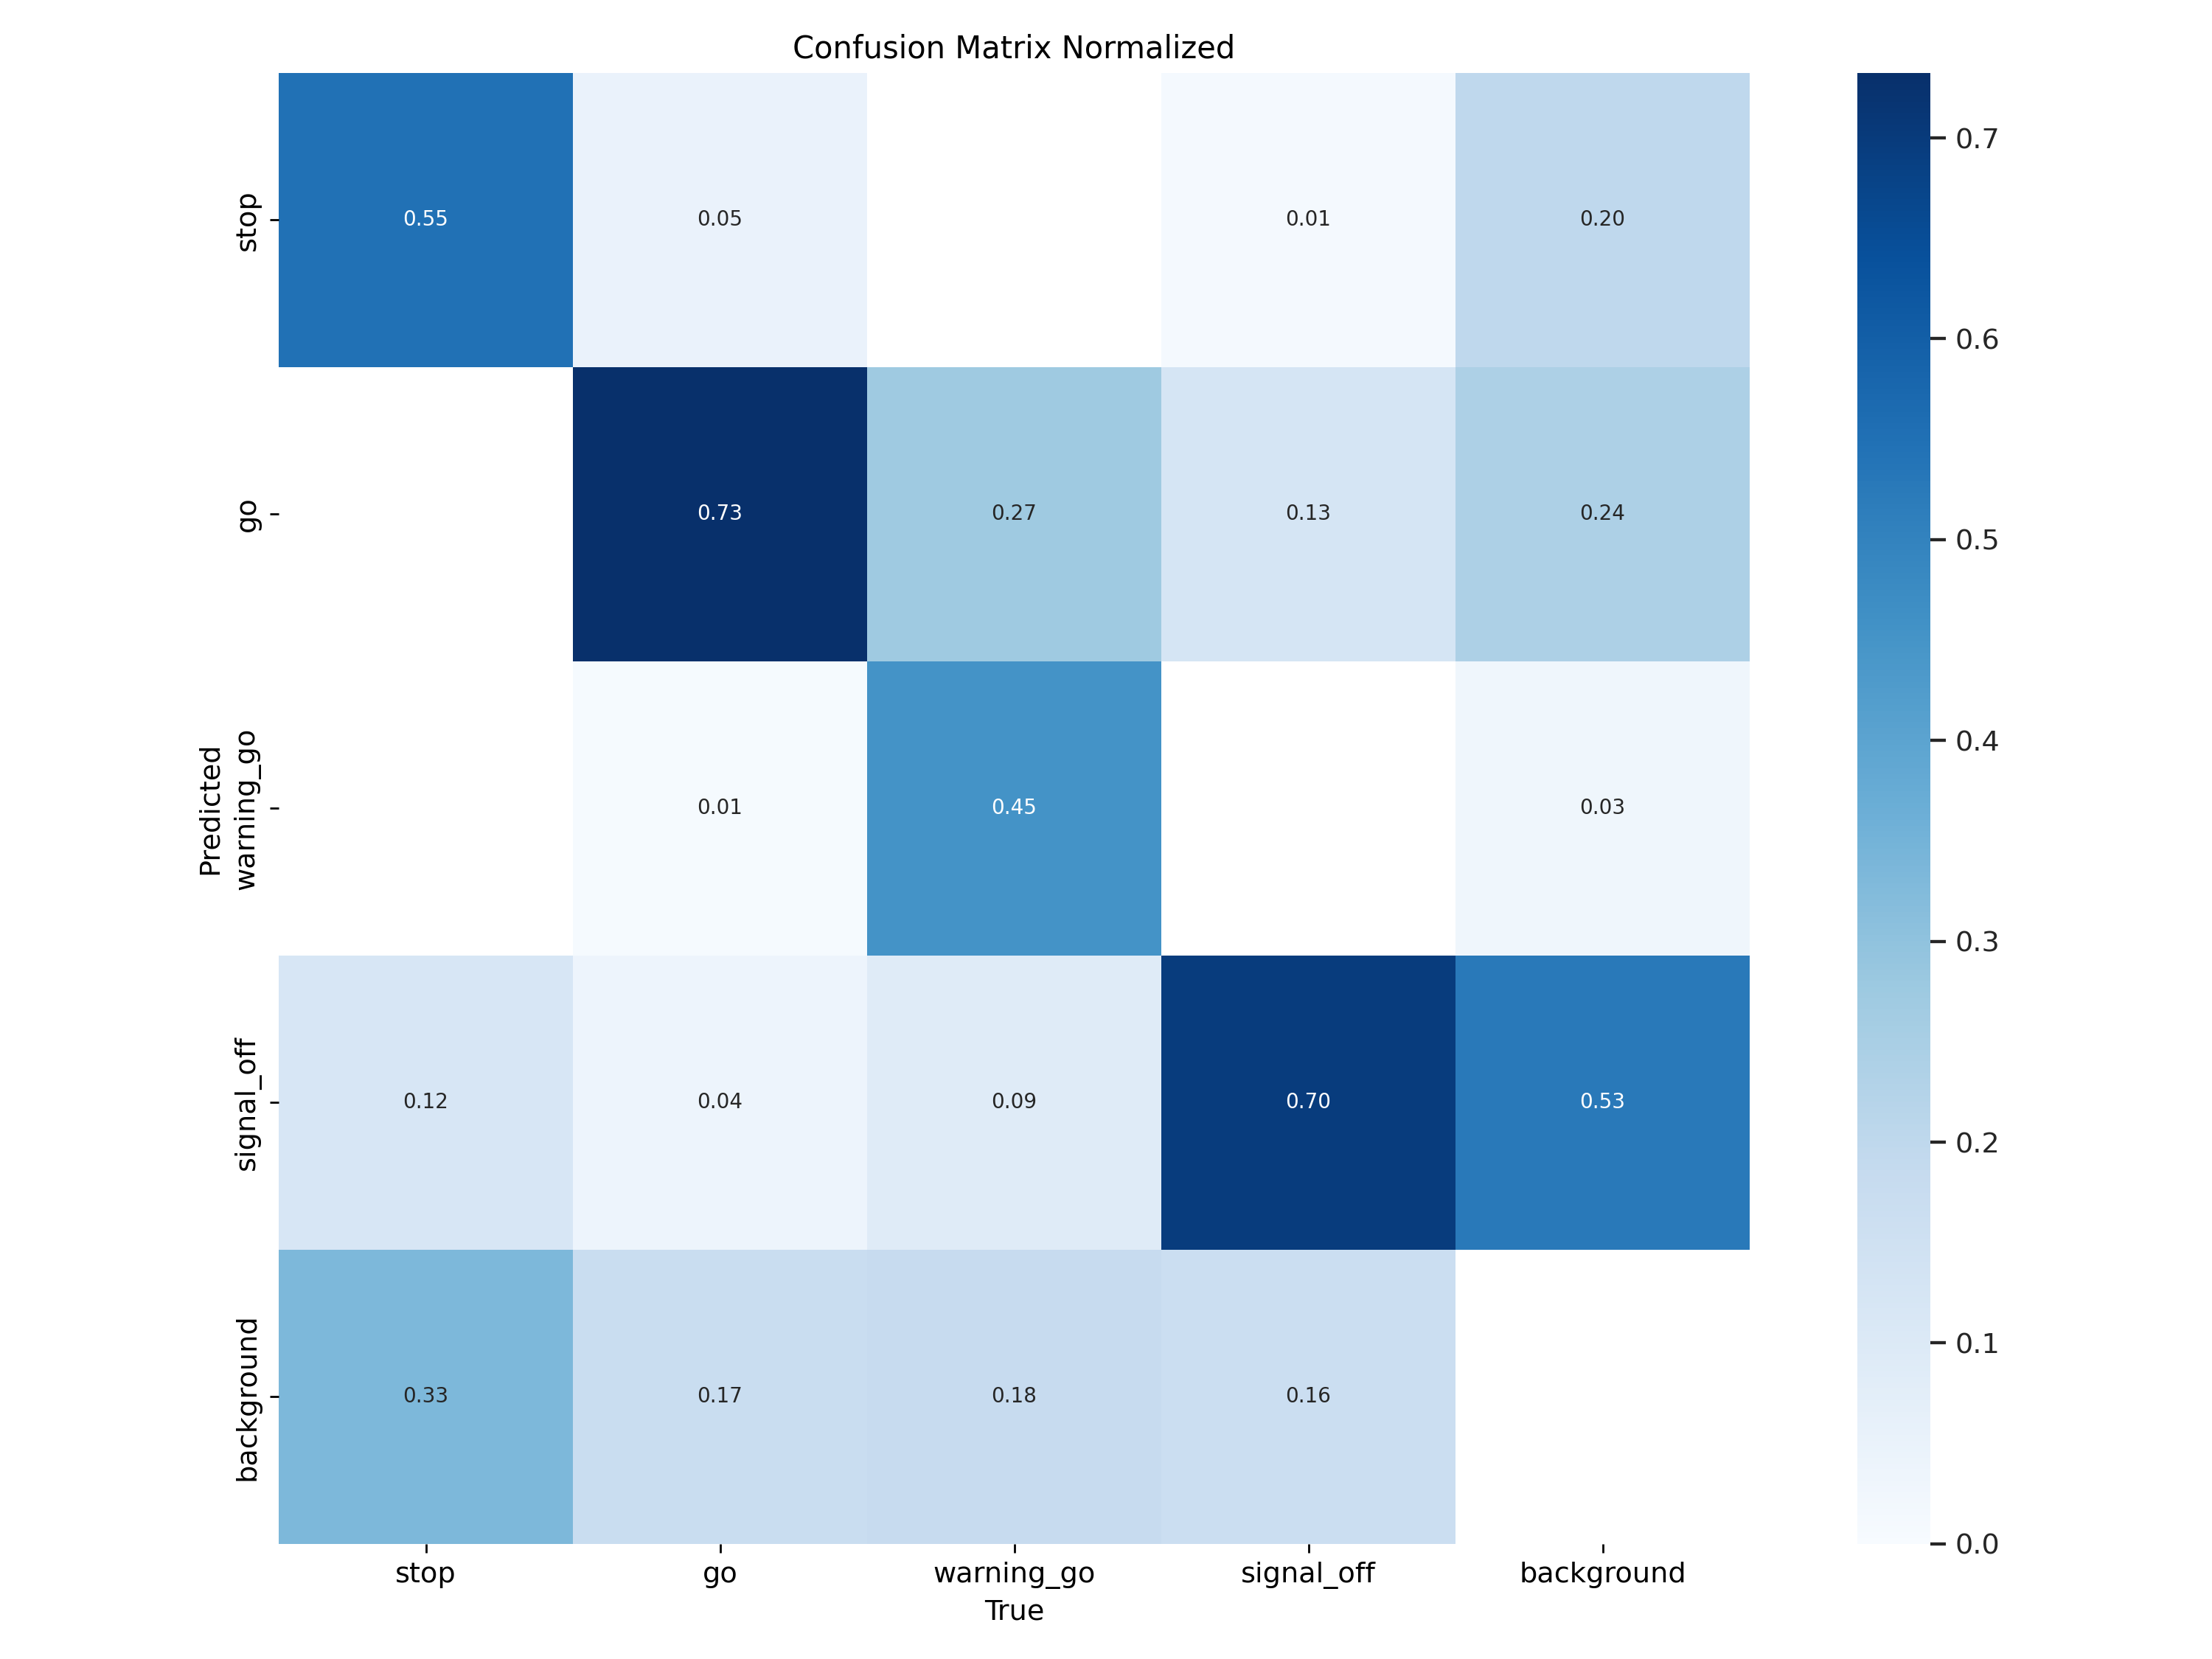 Confusion Matrix Normalized
stop
0.55
0.05
0.01
0.20
go
0.73
0.27
0.13
0.24
Predicted
warning_go
0.01
0.45
0.03
signal_off
0.12
0.04
0.09
0.70
0.53
background
0.33
0.17
0.18
0.16
stop
go
warning_go
signal_off
background
True
0.7
0.6
0.5
0.4
0.3
0.2
0.1
0.0